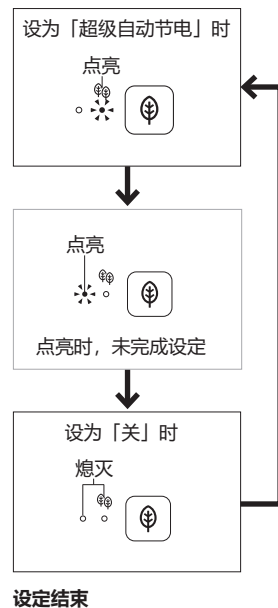 设为「超级自动节电」时
点亮
点亮
点亮时，未完成设定
设为「关」时
熄灭
设定结束